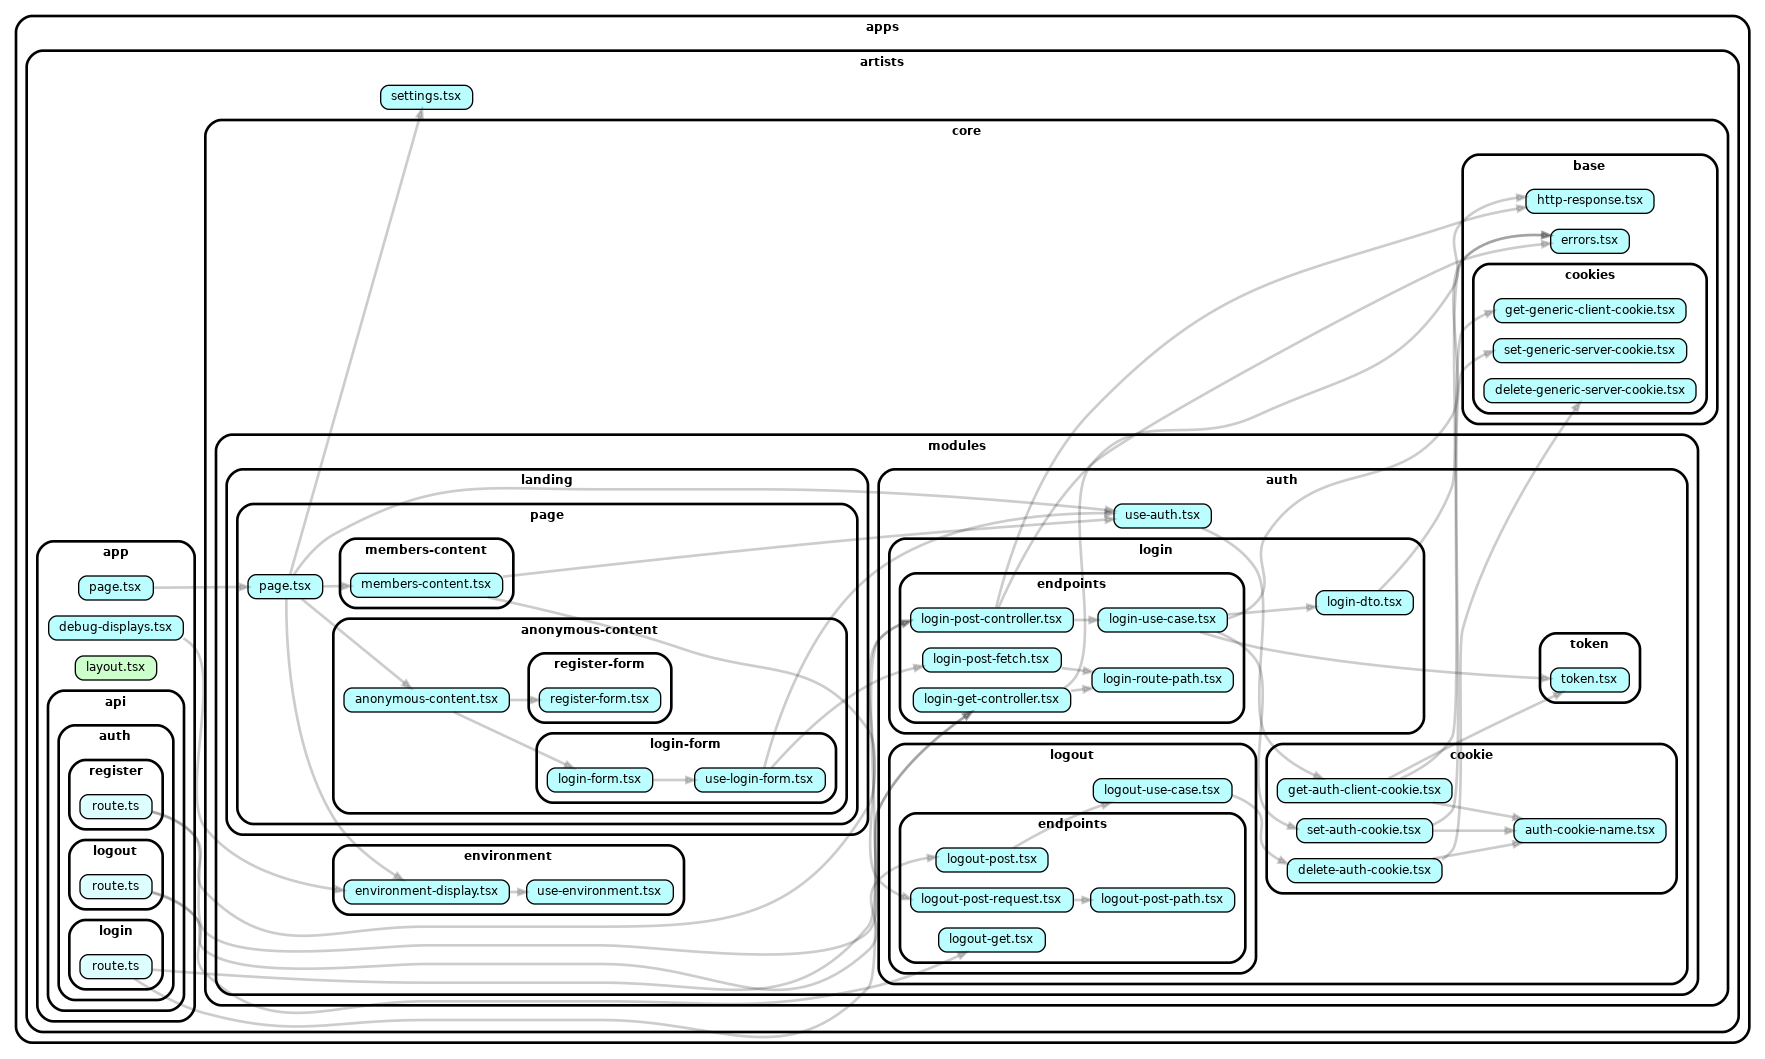 apps
artists
settings.tsx
core
base
http-response.tsx
errors.tsx
cookies
get-generic-client-cookie.tsx
set-generic-server-cookie.tsx
delete-generic-server-cookie.tsx
modules
landing
page
page.tsx
members-content
members-content.tsx
anonymous-content
anonymous-content.tsx
register-form
register-form.tsx
login-form
login-form.tsx
use-login-form.tsx
environment
environment-display.tsx
use-environment.tsx
auth
use-auth.tsx
login
endpoints
login-post-controller.tsx
login-use-case.tsx
login-dto.tsx
login-post-fetch.tsx
login-route-path.tsx
login-get-controller.tsx
token
token.tsx
logout
logout-use-case.tsx
endpoints
logout-post.tsx
logout-post-request.tsx
logout-post-path.tsx
logout-get.tsx
cookie
get-auth-client-cookie.tsx
set-auth-cookie.tsx
auth-cookie-name.tsx
delete-auth-cookie.tsx
app
page.tsx
debug-displays.tsx
layout.tsx
api
auth
register
route.ts
logout
route.ts
login
route.ts